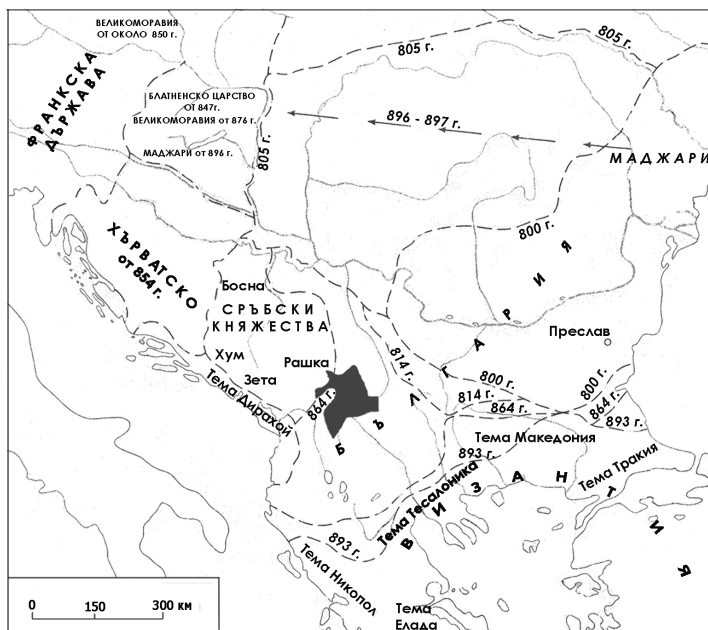 ВЕЛИКОМОРАВИЯ
ОТ ОКОЛО 850 г.
805 г.
805 г.
ФРАНКСКА
ДЪРЖАВА
БЛАТНЕНСКО ЦАРСТВО
от 847г.
ВЕЛИКОМОРАВИЯ от 876 г.
МАДЖАРИ от 896 г.
805 г.
896 - 897 г.
МАДЖАРИ
800 г.
ХЪРВАТСКО
от 854 г.
Босна
СРЪБСКИ
КНЯЖЕСТВА
Хум
Рашка
Зета
Тема Дирахой
864 г.
БЪЛГАРИЯ
Преслав
814 г.
800 г.
800 г.
814 г.
864 г.
864 г.
893 г.
Тема Македония
893 г.
Тема Тракия
Тема Тесалоника
ВИЗАНТИЯ
893 г.
Тема Никопол
Тема
Елада
0 150 300 км